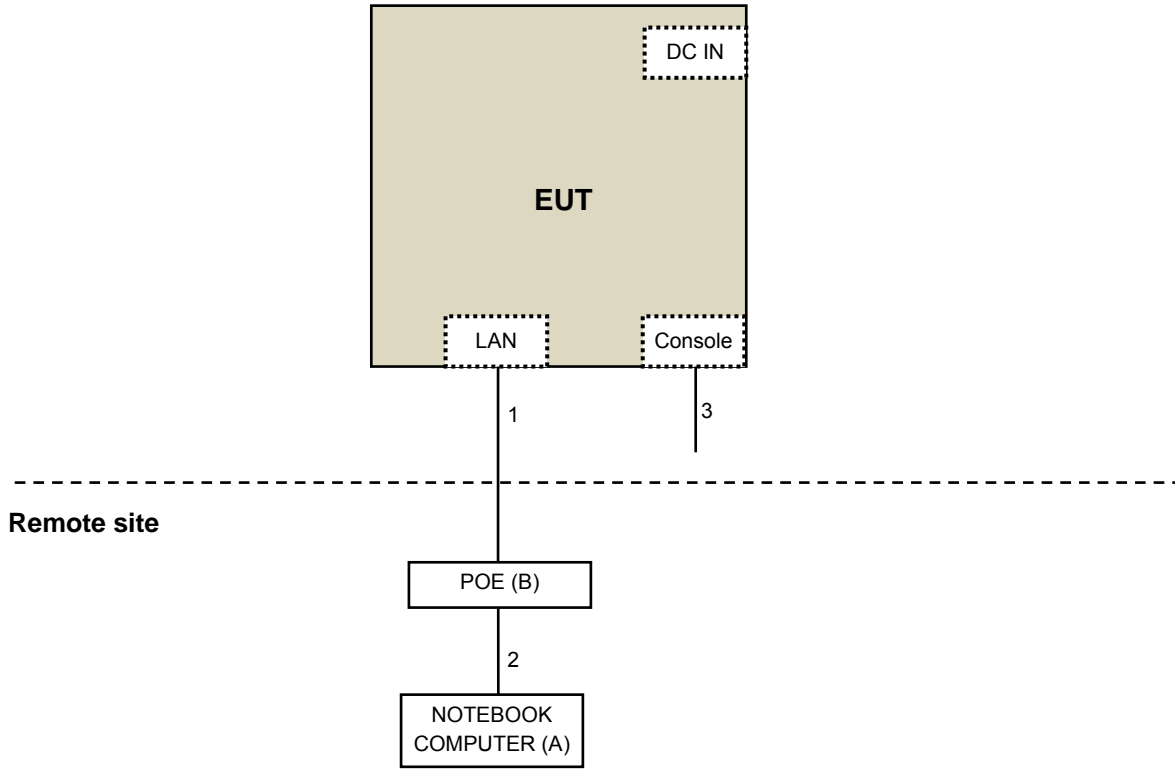 DC IN
EUT
LAN
Console
1
3
Remote site
POE (B)
2
NOTEBOOK
COMPUTER (A)